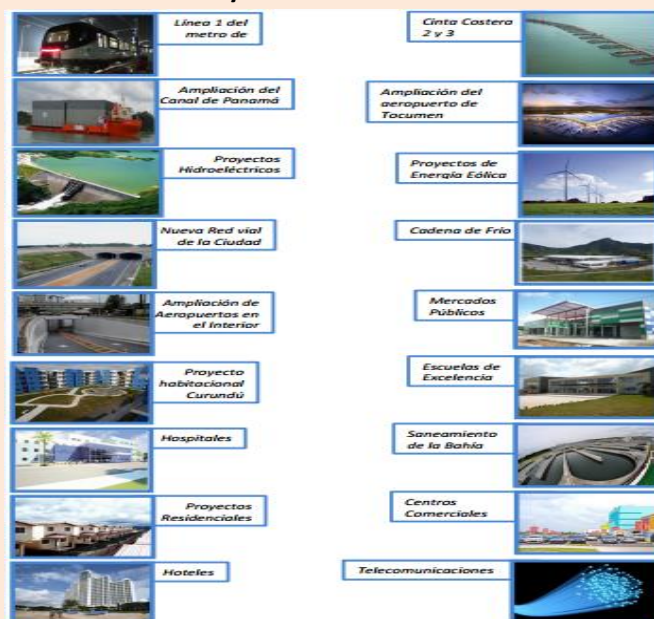 Línea 1 del
metro de
Cinta Costera
2 y 3
Ampliación del
Canal de Panamá
Ampliación del
aeropuerto de
Tocumen
Proyectos
Hidroeléctricos
Proyectos de
Energía Eólica
Nueva Red vial
de la Ciudad
Cadena de Frío
Ampliación de
Aeropuertos en
el Interior
Mercados
Públicos
Proyecto
habitacional
Curundú
Escuelas de
Excelencia
Hospitales
Saneamiento
de la Bahía
Proyectos
Residenciales
Centros
Comerciales
Hoteles
Telecomunicaciones